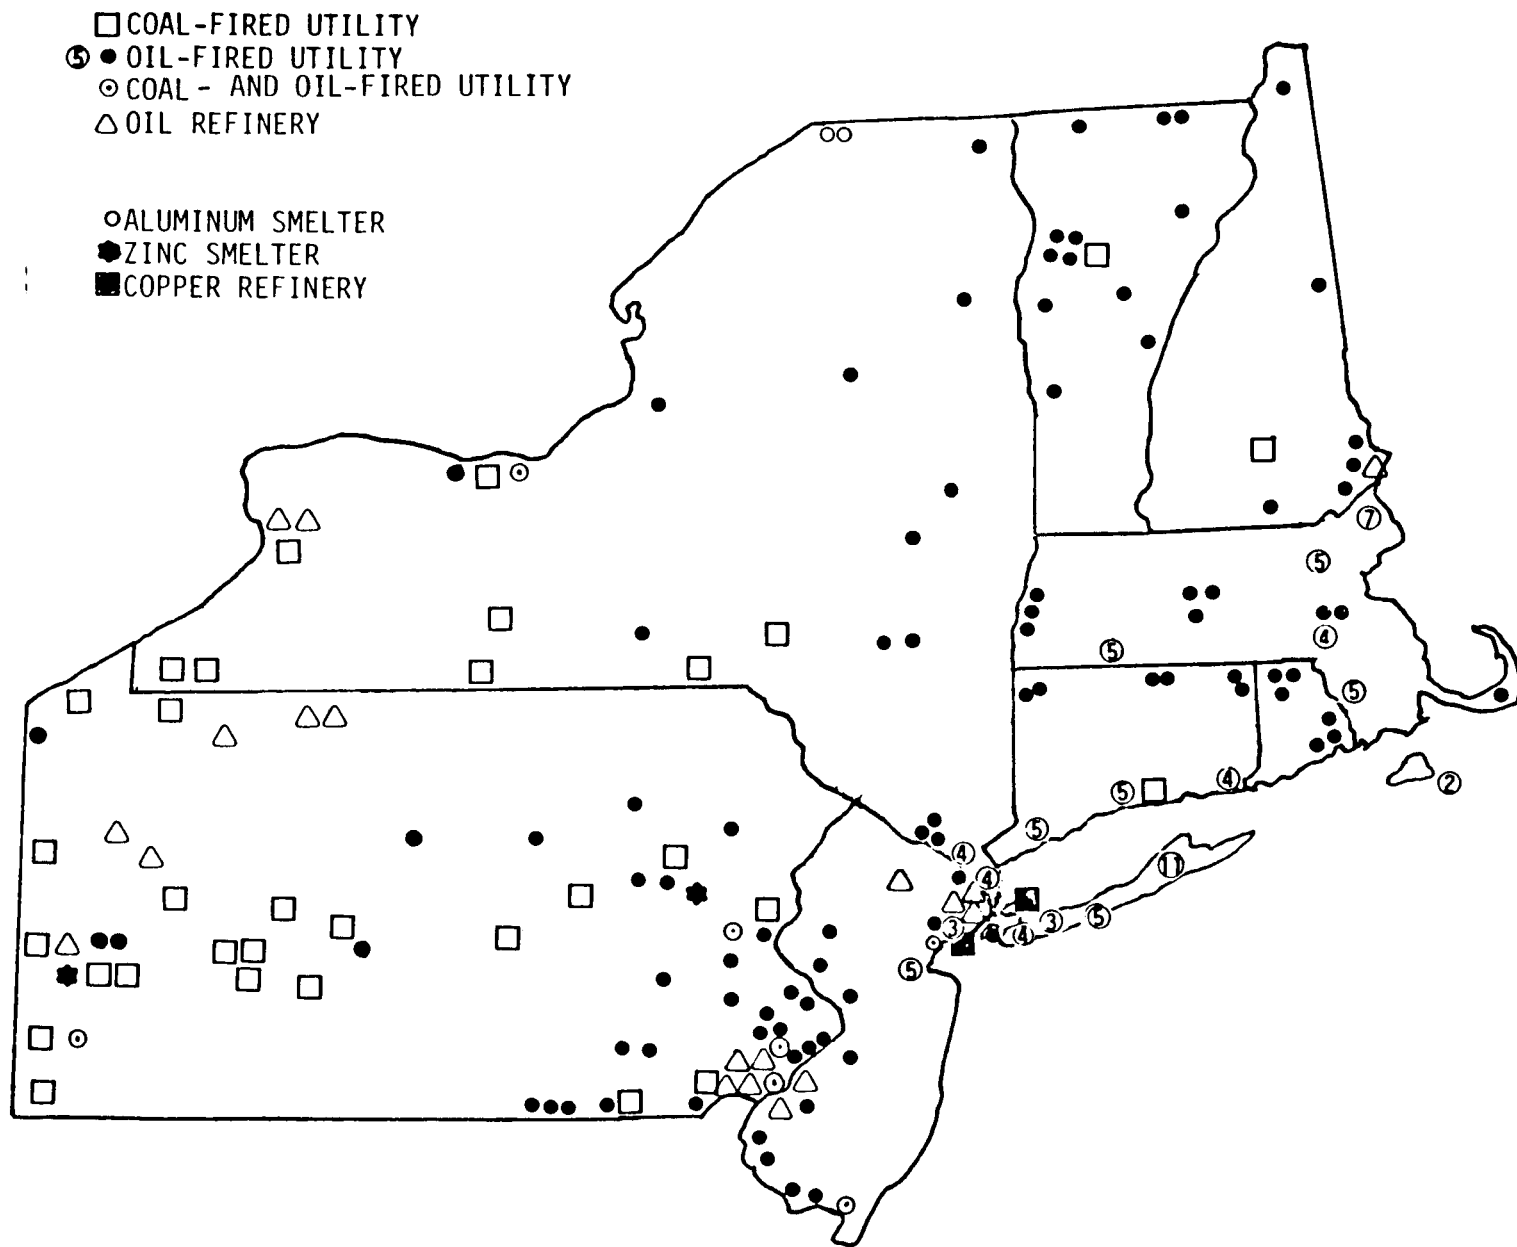 COAL-FIRED UTILITY
5 OIL-FIRED UTILITY
COAL- AND OIL-FIRED UTILITY
OIL REFINERY
ALUMINUM SMELTER
ZINC SMELTER
COPPER REFINERY
7
5
4
5
5
4
2
5
5
4
4
11
3
5
3
4
5